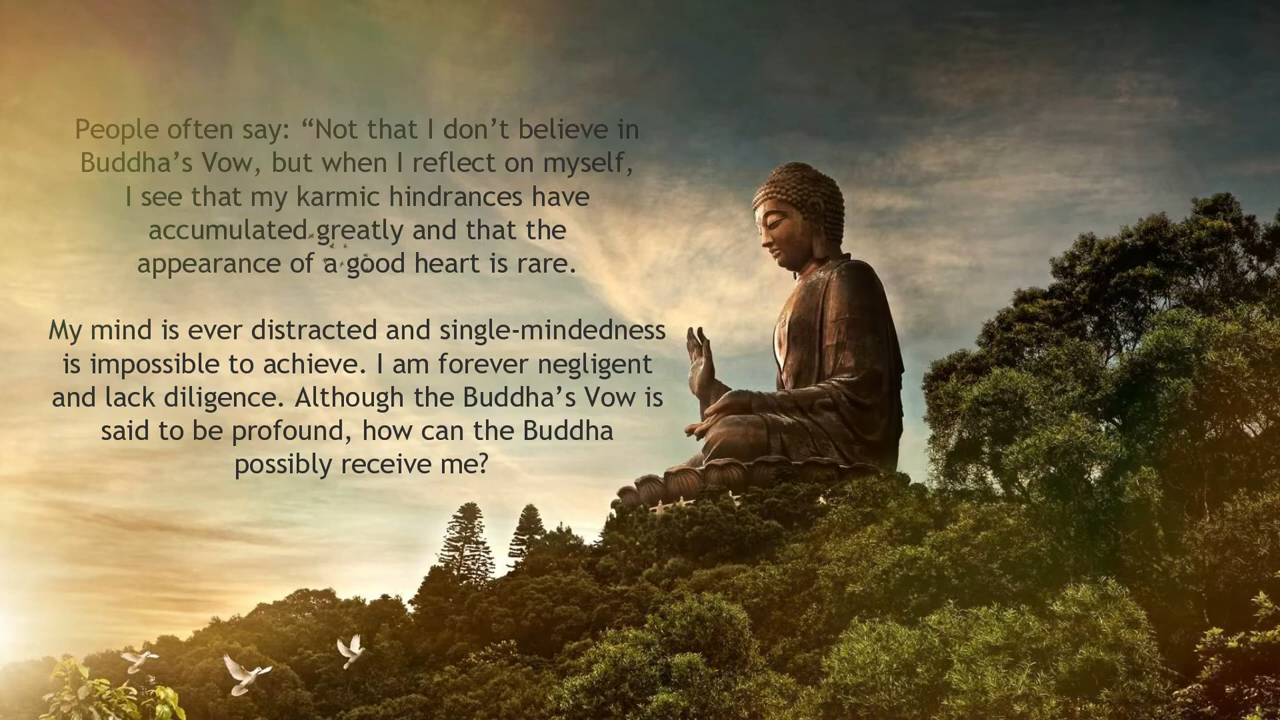 People often say: “Not that I don’t believe in
Buddha’s Vow, but when I reflect on myself,
I see that my karmic hindrances have
accumulated greatly and that the
appearance of a good heart is rare.
My mind is ever distracted and single-mindedness
is impossible to achieve. I am forever negligent
and lack diligence. Although the Buddha’s Vow is
said to be profound, how can the Buddha
possibly receive me?